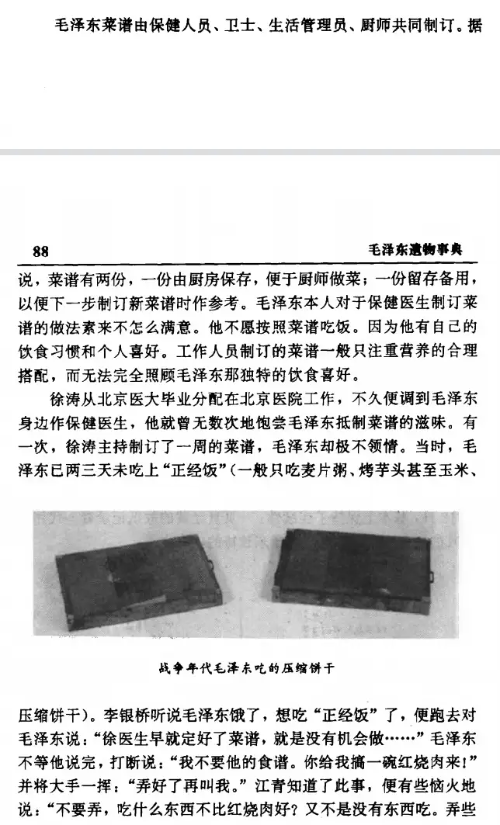 毛泽东菜谱由保健人员、卫士、生活管理员、厨师共同制订。据
88
毛泽东遗物事典
说，菜谱有两份，一份由厨房保存，便于厨师做菜；一份留存备用，
以便下一步制订新菜谱时作参考。毛泽东本人对于保健医生制订菜
谱的做法素来不怎么满意。他不愿按照菜谱吃饭。因为他有自己的
饮食习惯和个人喜好。工作人员制订的菜谱一般只注重营养的合理
搭配，而无法完全照顾毛泽东那独特的饮食喜好。
徐涛从北京医大毕业分配在北京医院工作，不久便调到毛泽东
身边作保健医生，他就曾无数次地饱尝毛泽东抵制菜谱的滋味。有
一次，徐涛主持制订了一周的菜谱，毛泽东却极不领情。当时，毛
泽东已两三天未吃上“正经饭”（一般只吃麦片粥、烤芋头甚至玉米、
战争年代毛泽东吃的压缩饼干
压缩饼干）。李银桥听说毛泽东饿了，想吃“正经饭”了，便跑去对
毛泽东说：“徐医生早就定好了菜谱，就是没有机会做……”毛泽东
不等他说完，打断说：“我不要他的食谱。你给我搞一碗红烧肉来！”
并将大手一挥：“弄好了再叫我。”江青知道了此事，便有些恼火地
说：“不要弄，吃什么东西不比红烧肉好？又不是没有东西吃。弄些